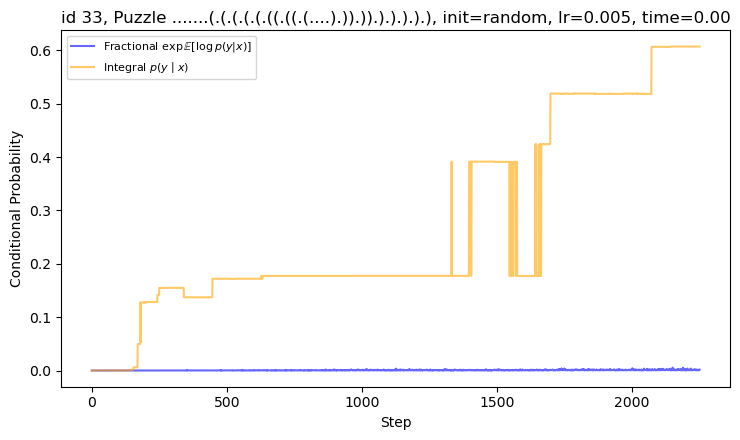 id 33, Puzzle .......(.(.(.(.(.((.((.(....).)).)).).).).).), init=random, lr=0.005, time=0.00
Fractional exp𝔼[log p(y|x)]
Integral p(y | x)
Conditional Probability
0.6
0.5
0.4
0.3
0.2
0.1
0.0
0
500
1000
1500
2000
Step